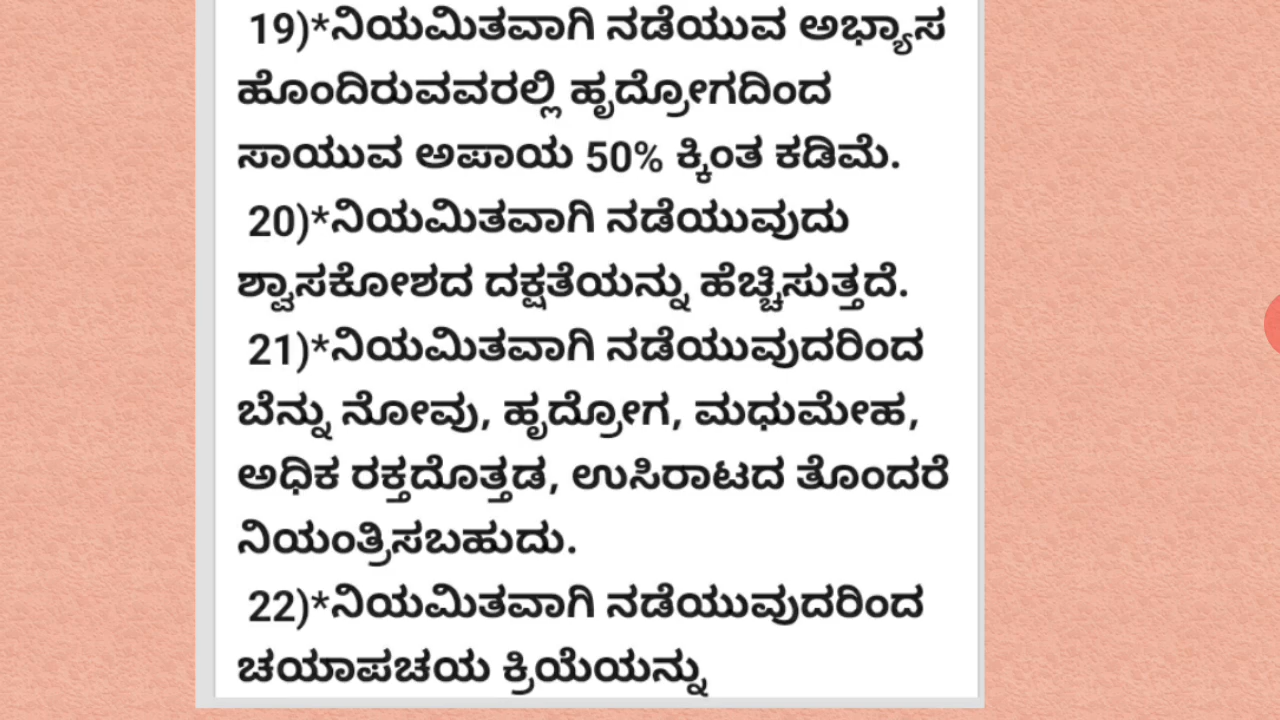 19)*ನಿಯಮಿತವಾಗಿ ನಡೆಯುವ ಅಭ್ಯಾಸ
ಹೊಂದಿರುವವರಲ್ಲಿ ಹೃದ್ರೋಗದಿಂದ
ಸಾಯುವ ಅಪಾಯ 50% ಕ್ಕಿಂತ ಕಡಿಮೆ.
20)*ನಿಯಮಿತವಾಗಿ ನಡೆಯುವುದು
ಶ್ವಾಸಕೋಶದ ದಕ್ಷತೆಯನ್ನು ಹೆಚ್ಚಿಸುತ್ತದೆ.
21)*ನಿಯಮಿತವಾಗಿ ನಡೆಯುವುದರಿಂದ
ಬೆನ್ನು ನೋವು, ಹೃದ್ರೋಗ, ಮಧುಮೇಹ,
ಅಧಿಕ ರಕ್ತದೊತ್ತಡ, ಉಸಿರಾಟದ ತೊಂದರೆ
ನಿಯಂತ್ರಿಸಬಹುದು.
22)*ನಿಯಮಿತವಾಗಿ ನಡೆಯುವುದರಿಂದ
ಚಯಾಪಚಯ ಕ್ರಿಯೆಯನ್ನು